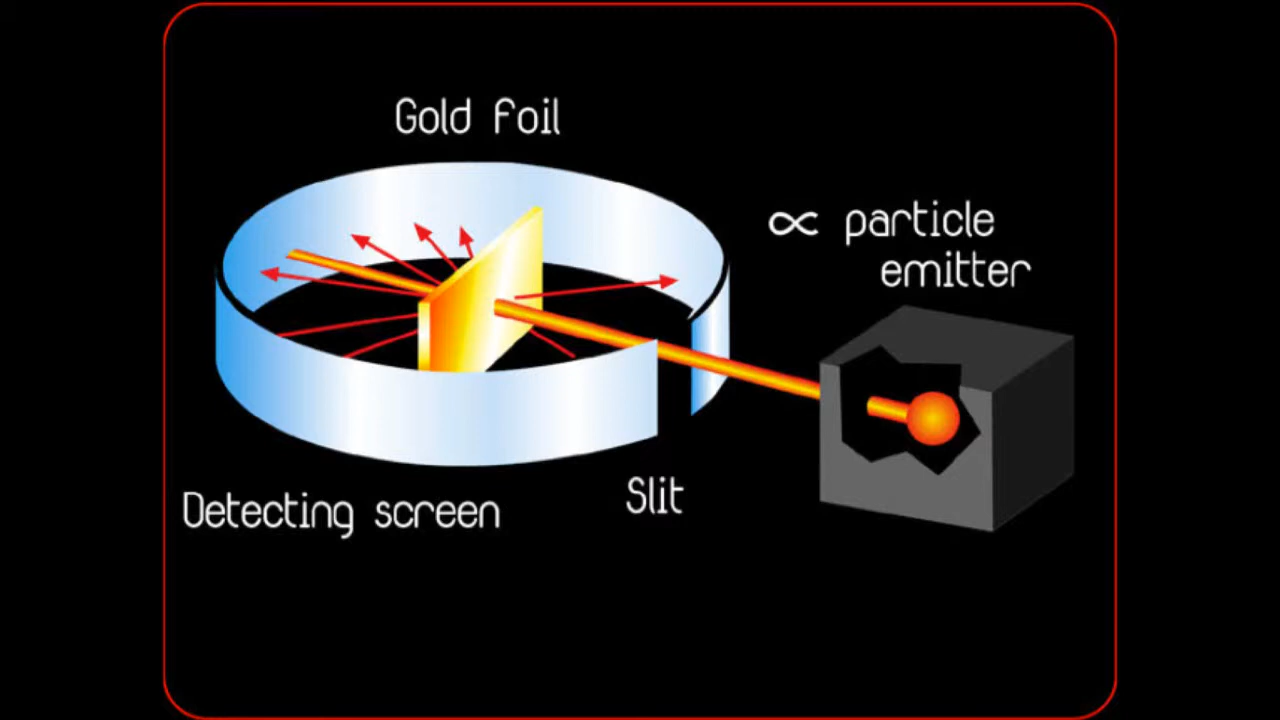 Gold Foil
∝ particle
emitter
Slit
Detecting screen